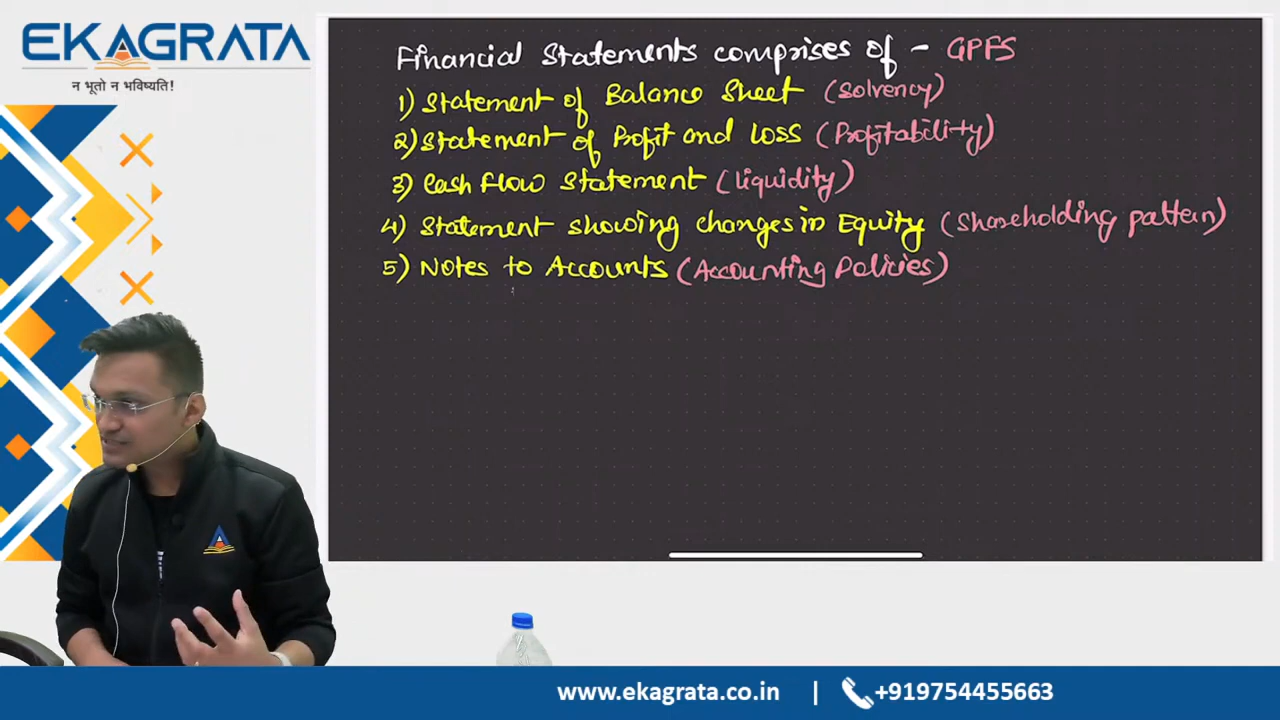 EKAGRATA
न भूतो न भविष्यति!
Financial Statements comprises of - GPFS
1) Statement of Balance Sheet (Solvency)
2) Statement of Profit and Loss (Profitability)
3) Cash Flow Statement (liquidity)
4) Statement showing changes in Equity (Shareholding pattern)
5) Notes to Accounts (Accounting Policies)
www.ekagrata.co.in | +919754455663